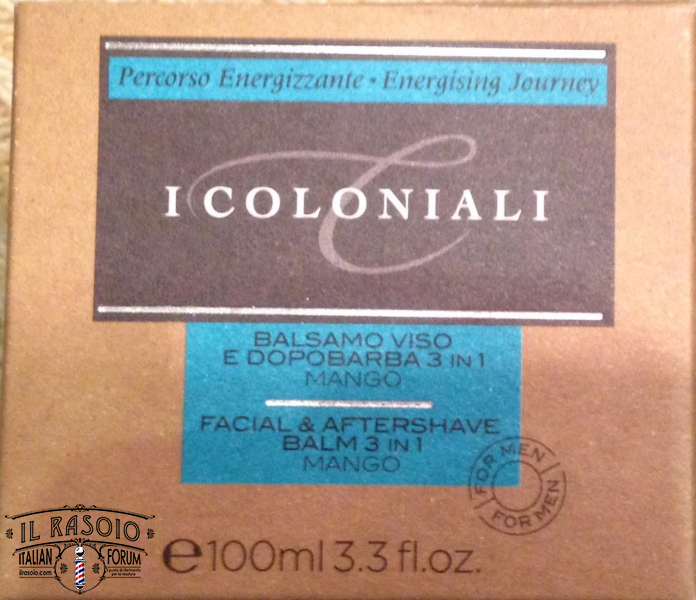 Percorso Energizzante • Energising Journey
I COLONIALI
BALSAMO VISO
E DOPOBARBA 3 IN 1
MANGO
FACIAL & AFTERSHAVE
BALM 3 IN 1
MANGO
FOR MEN
FOR MEN
e100ml 3.3 fl.oz.
IL RASOIO
ITALIAN FORUM
ilrasoio.com